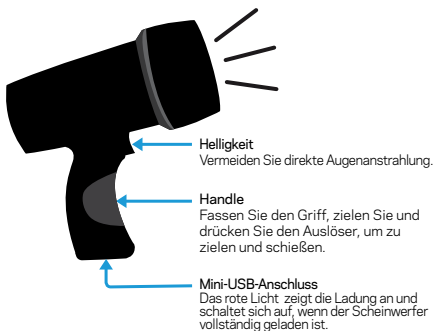 Helligkeit
Vermeiden Sie direkte Augenanstrahlung.
Handle
Fassen Sie den Griff, zielen Sie und
drücken Sie den Auslöser, um zu
zielen und schießen.
Mini-USB-Anschluss
Das rote Licht zeigt die Ladung an und
schaltet sich auf, wenn der Scheinwerfer
vollständig geladen ist.